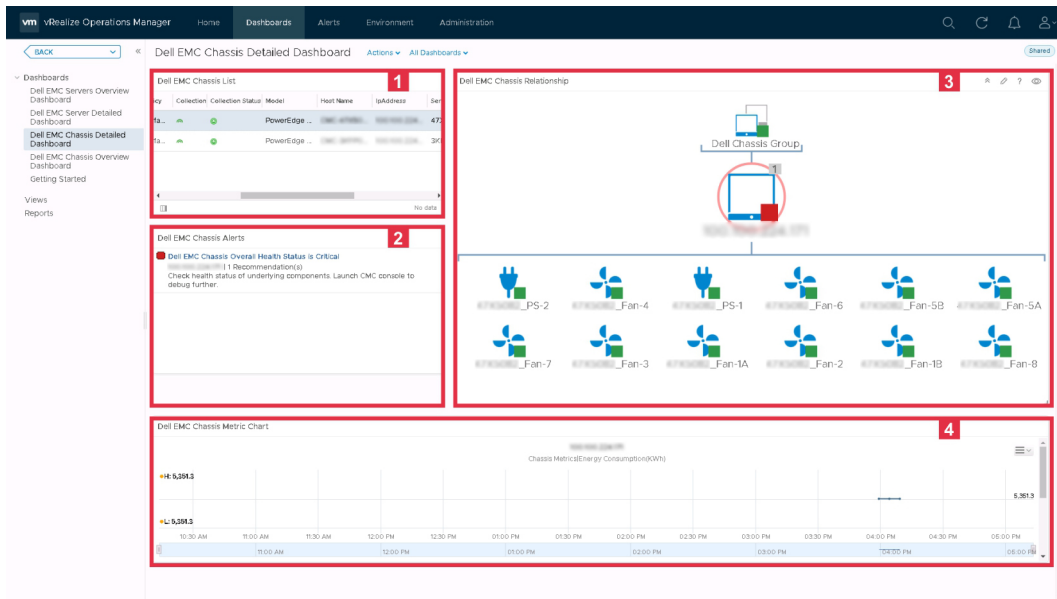 vm vRealize Operations Manager Home Dashboards Alerts Environment Administration
BACK
Dell EMC Chassis Detailed Dashboard Actions All Dashboards Shared
Dashboards
Dell EMC Servers Overview
Dashboard
Dell EMC Server Detailed
Dashboard
Dell EMC Chassis Detailed
Dashboard
Dell EMC Chassis Overview
Dashboard
Getting Started
Views
Reports
Dell EMC Chassis List 1
cy Collection Collection Status Model Host Name IpAddress Ser
fa... PowerEdge ... 47
fa... PowerEdge ...
No data
Dell EMC Chassis Alerts 2
Dell EMC Chassis Overall Health Status is Critical
| 1 Recommendation(s)
Check health status of underlying components. Launch CMC console to
debug further.
Dell EMC Chassis Relationship 3
?
Dell Chassis Group
1
_PS-2 _Fan-4 _PS-1 _Fan-6 _Fan-5B _Fan-5A
_Fan-7 _Fan-3 _Fan-1A _Fan-2 _Fan-1B _Fan-8
Dell EMC Chassis Metric Chart 4
Chassis Metrics|Energy Consumption(KWh)
H: 5,351.3
5,351.3
L: 5,351.3
10:30 AM 11:00 AM 11:30 AM 12:00 PM 12:30 PM 01:00 PM 01:30 PM 02:00 PM 02:30 PM 03:00 PM 03:30 PM 04:00 PM 04:30 PM 05:00 PM
11:00 AM 12:00 PM 01:00 PM 02:00 PM 03:00 PM 04:00 PM 05:00 PM